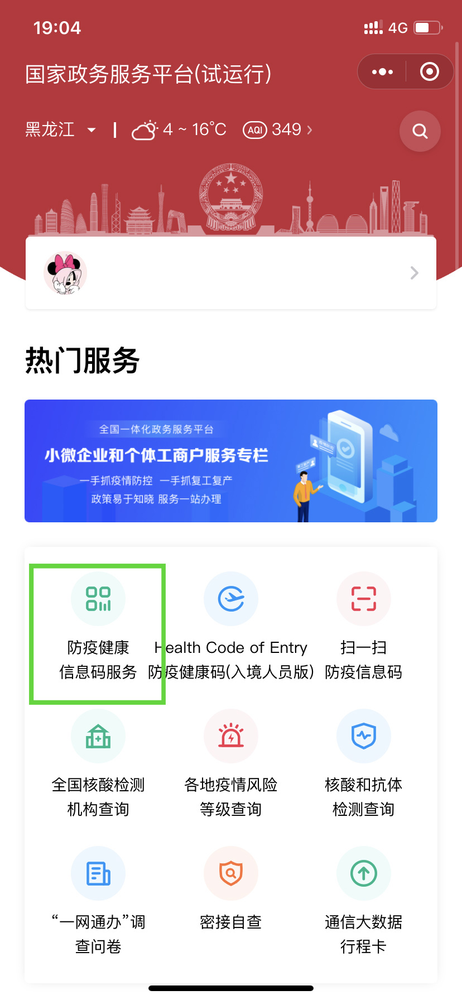 19:04
4G
国家政务服务平台(试运行)
黑龙江
4 ~ 16°C
AQI 349
热门服务
全国一体化政务服务平台
小微企业和个体工商户服务专栏
一手抓疫情防控 一手抓复工复产
政策易于知晓 服务一站办理
疫情防控
复工复产
防疫健康
信息码服务
Health Code of Entry
防疫健康码(入境人员版)
扫一扫
防疫信息码
全国核酸检测
机构查询
各地疫情风险
等级查询
核酸和抗体
检测查询
“一网通办”调
查问卷
密接自查
通信大数据
行程卡